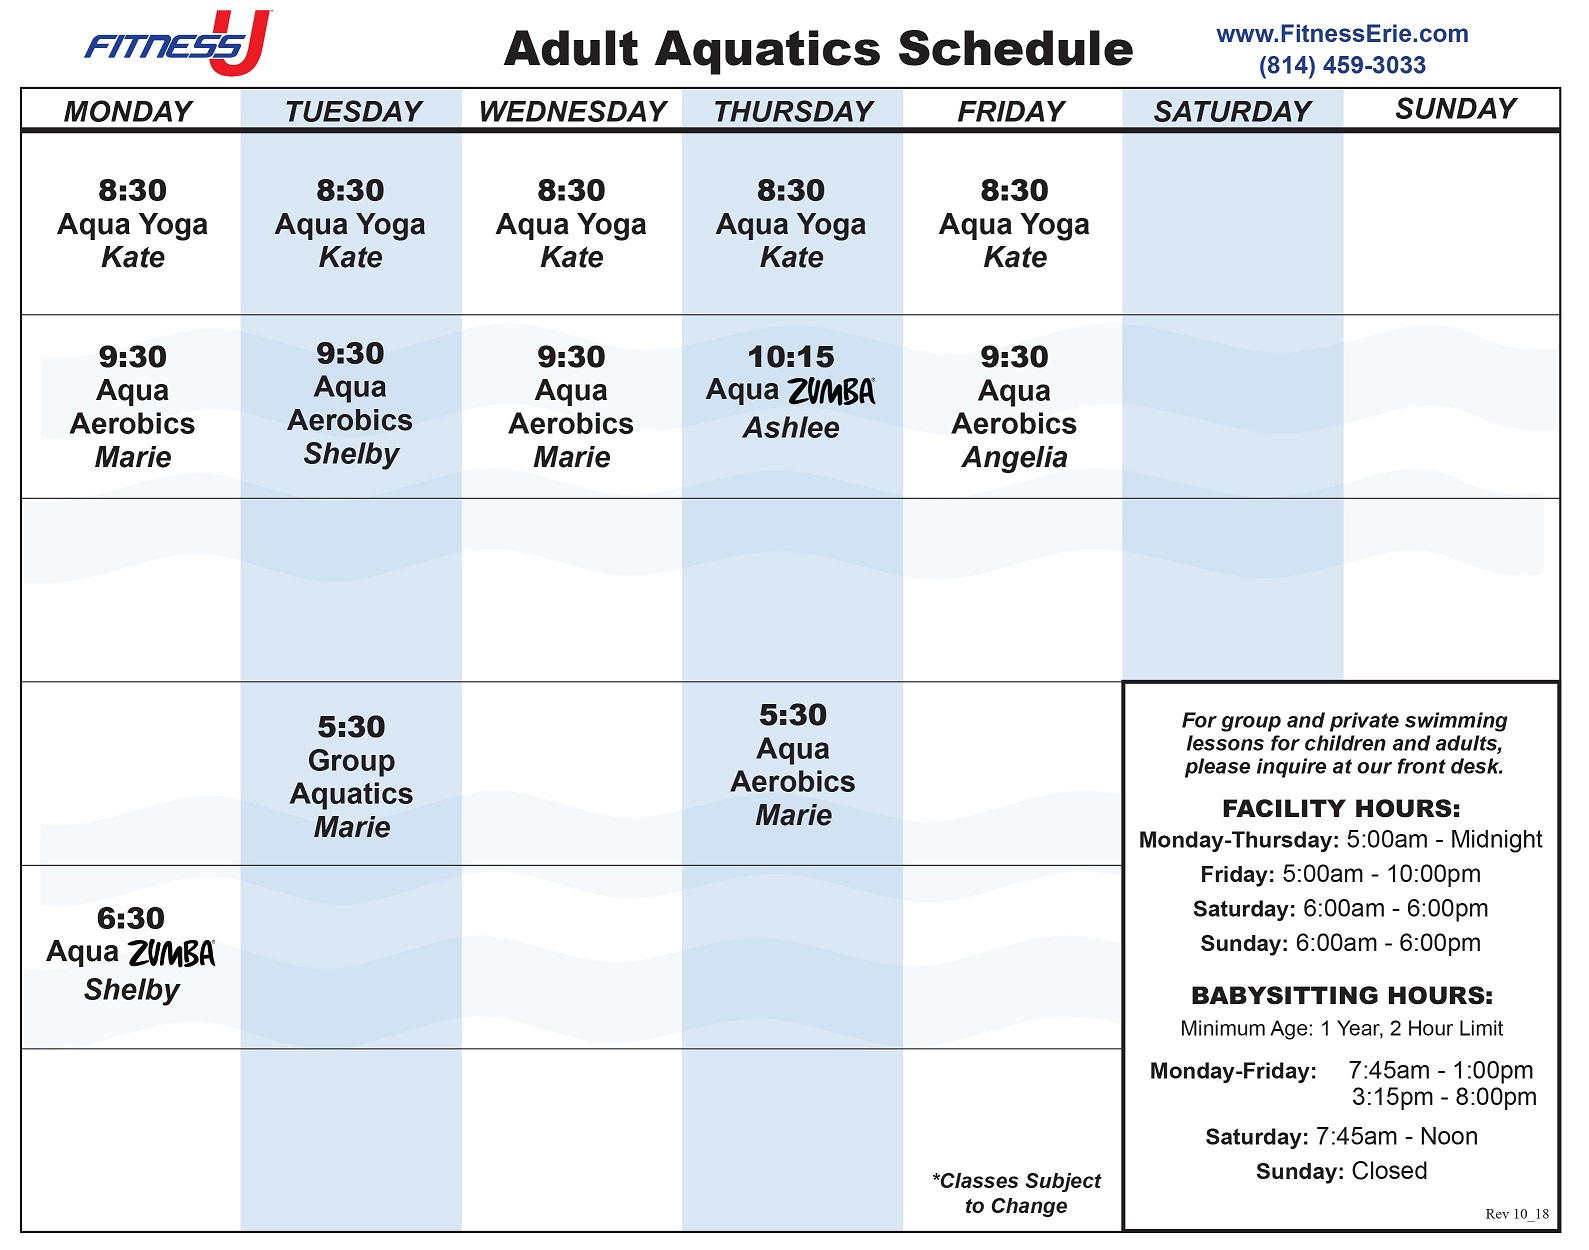 FITNESS U
Adult Aquatics Schedule
www.FitnessErie.com
(814) 459-3033
MONDAY TUESDAY WEDNESDAY THURSDAY FRIDAY SATURDAY SUNDAY
8:30
Aqua Yoga
Kate
8:30
Aqua Yoga
Kate
8:30
Aqua Yoga
Kate
8:30
Aqua Yoga
Kate
8:30
Aqua Yoga
Kate
9:30
Aqua
Aerobics
Marie
9:30
Aqua
Aerobics
Shelby
9:30
Aqua
Aerobics
Marie
10:15
Aqua ZUMBA®
Ashlee
9:30
Aqua
Aerobics
Angelia
5:30
Group
Aquatics
Marie
5:30
Aqua
Aerobics
Marie
6:30
Aqua ZUMBA®
Shelby
*Classes Subject
to Change
For group and private swimming
lessons for children and adults,
please inquire at our front desk.
FACILITY HOURS:
Monday-Thursday: 5:00am - Midnight
Friday: 5:00am - 10:00pm
Saturday: 6:00am - 6:00pm
Sunday: 6:00am - 6:00pm
BABYSITTING HOURS:
Minimum Age: 1 Year, 2 Hour Limit
Monday-Friday: 7:45am - 1:00pm
3:15pm - 8:00pm
Saturday: 7:45am - Noon
Sunday: Closed
Rev 10_18